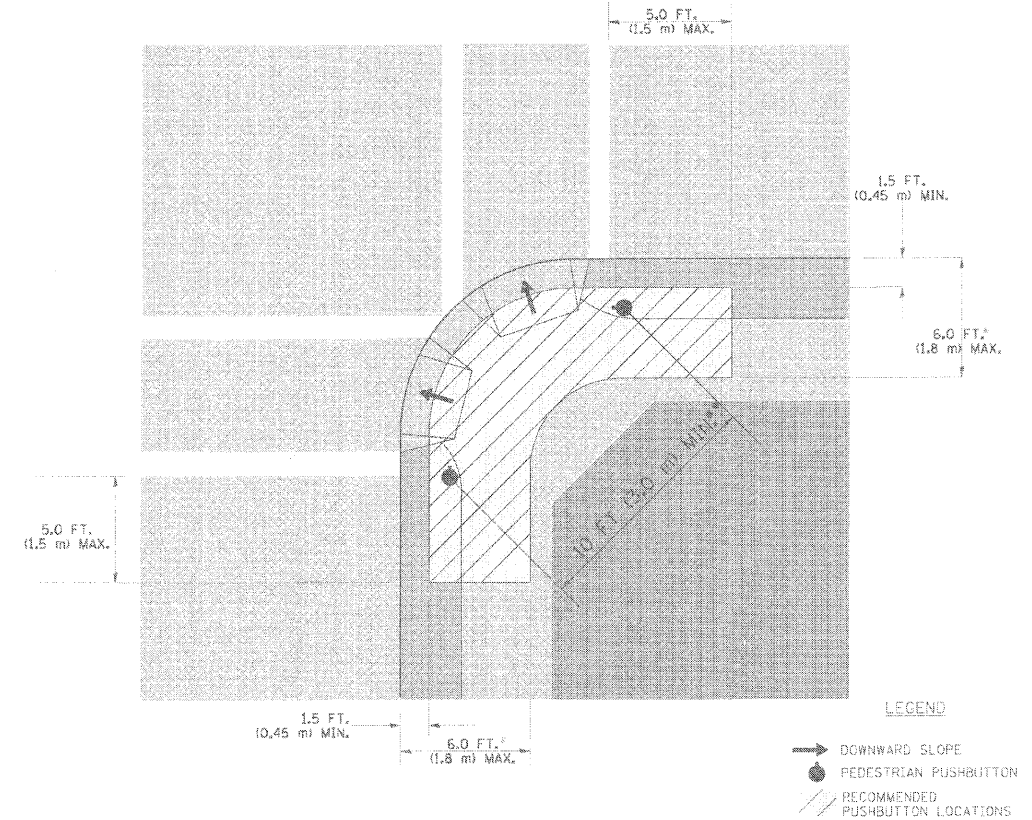 5.0 FT.
(1.5 m) MAX.
1.5 FT.
(0.45 m) MIN.
6.0 FT.*
(1.8 m) MAX.
10 FT (3.0 m) MIN.**
5.0 FT.
(1.5 m) MAX.
1.5 FT.
(0.45 m) MIN.
6.0 FT.*
(1.8 m) MAX.
LEGEND
DOWNWARD SLOPE
PEDESTRIAN PUSHBUTTON
RECOMMENDED
PUSHBUTTON LOCATIONS